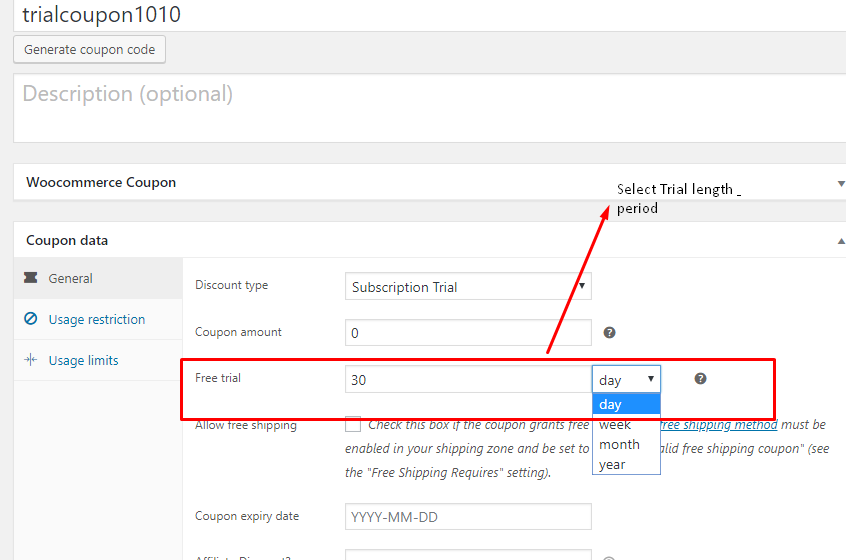 trialcoupon1010
Generate coupon code
Description (optional)
Woocommerce Coupon
Select Trial length _
period
Coupon data
General
Usage restriction
Usage limits
Discount type
Subscription Trial
Coupon amount
0
Free trial
30
day
day
week
month
year
Allow free shipping
Check this box if the coupon grants free
free shipping method must be
enabled in your shipping zone and be set to
valid free shipping coupon" (see
the "Free Shipping Requires" setting).
Coupon expiry date
YYYY-MM-DD
Affiliate Discount?